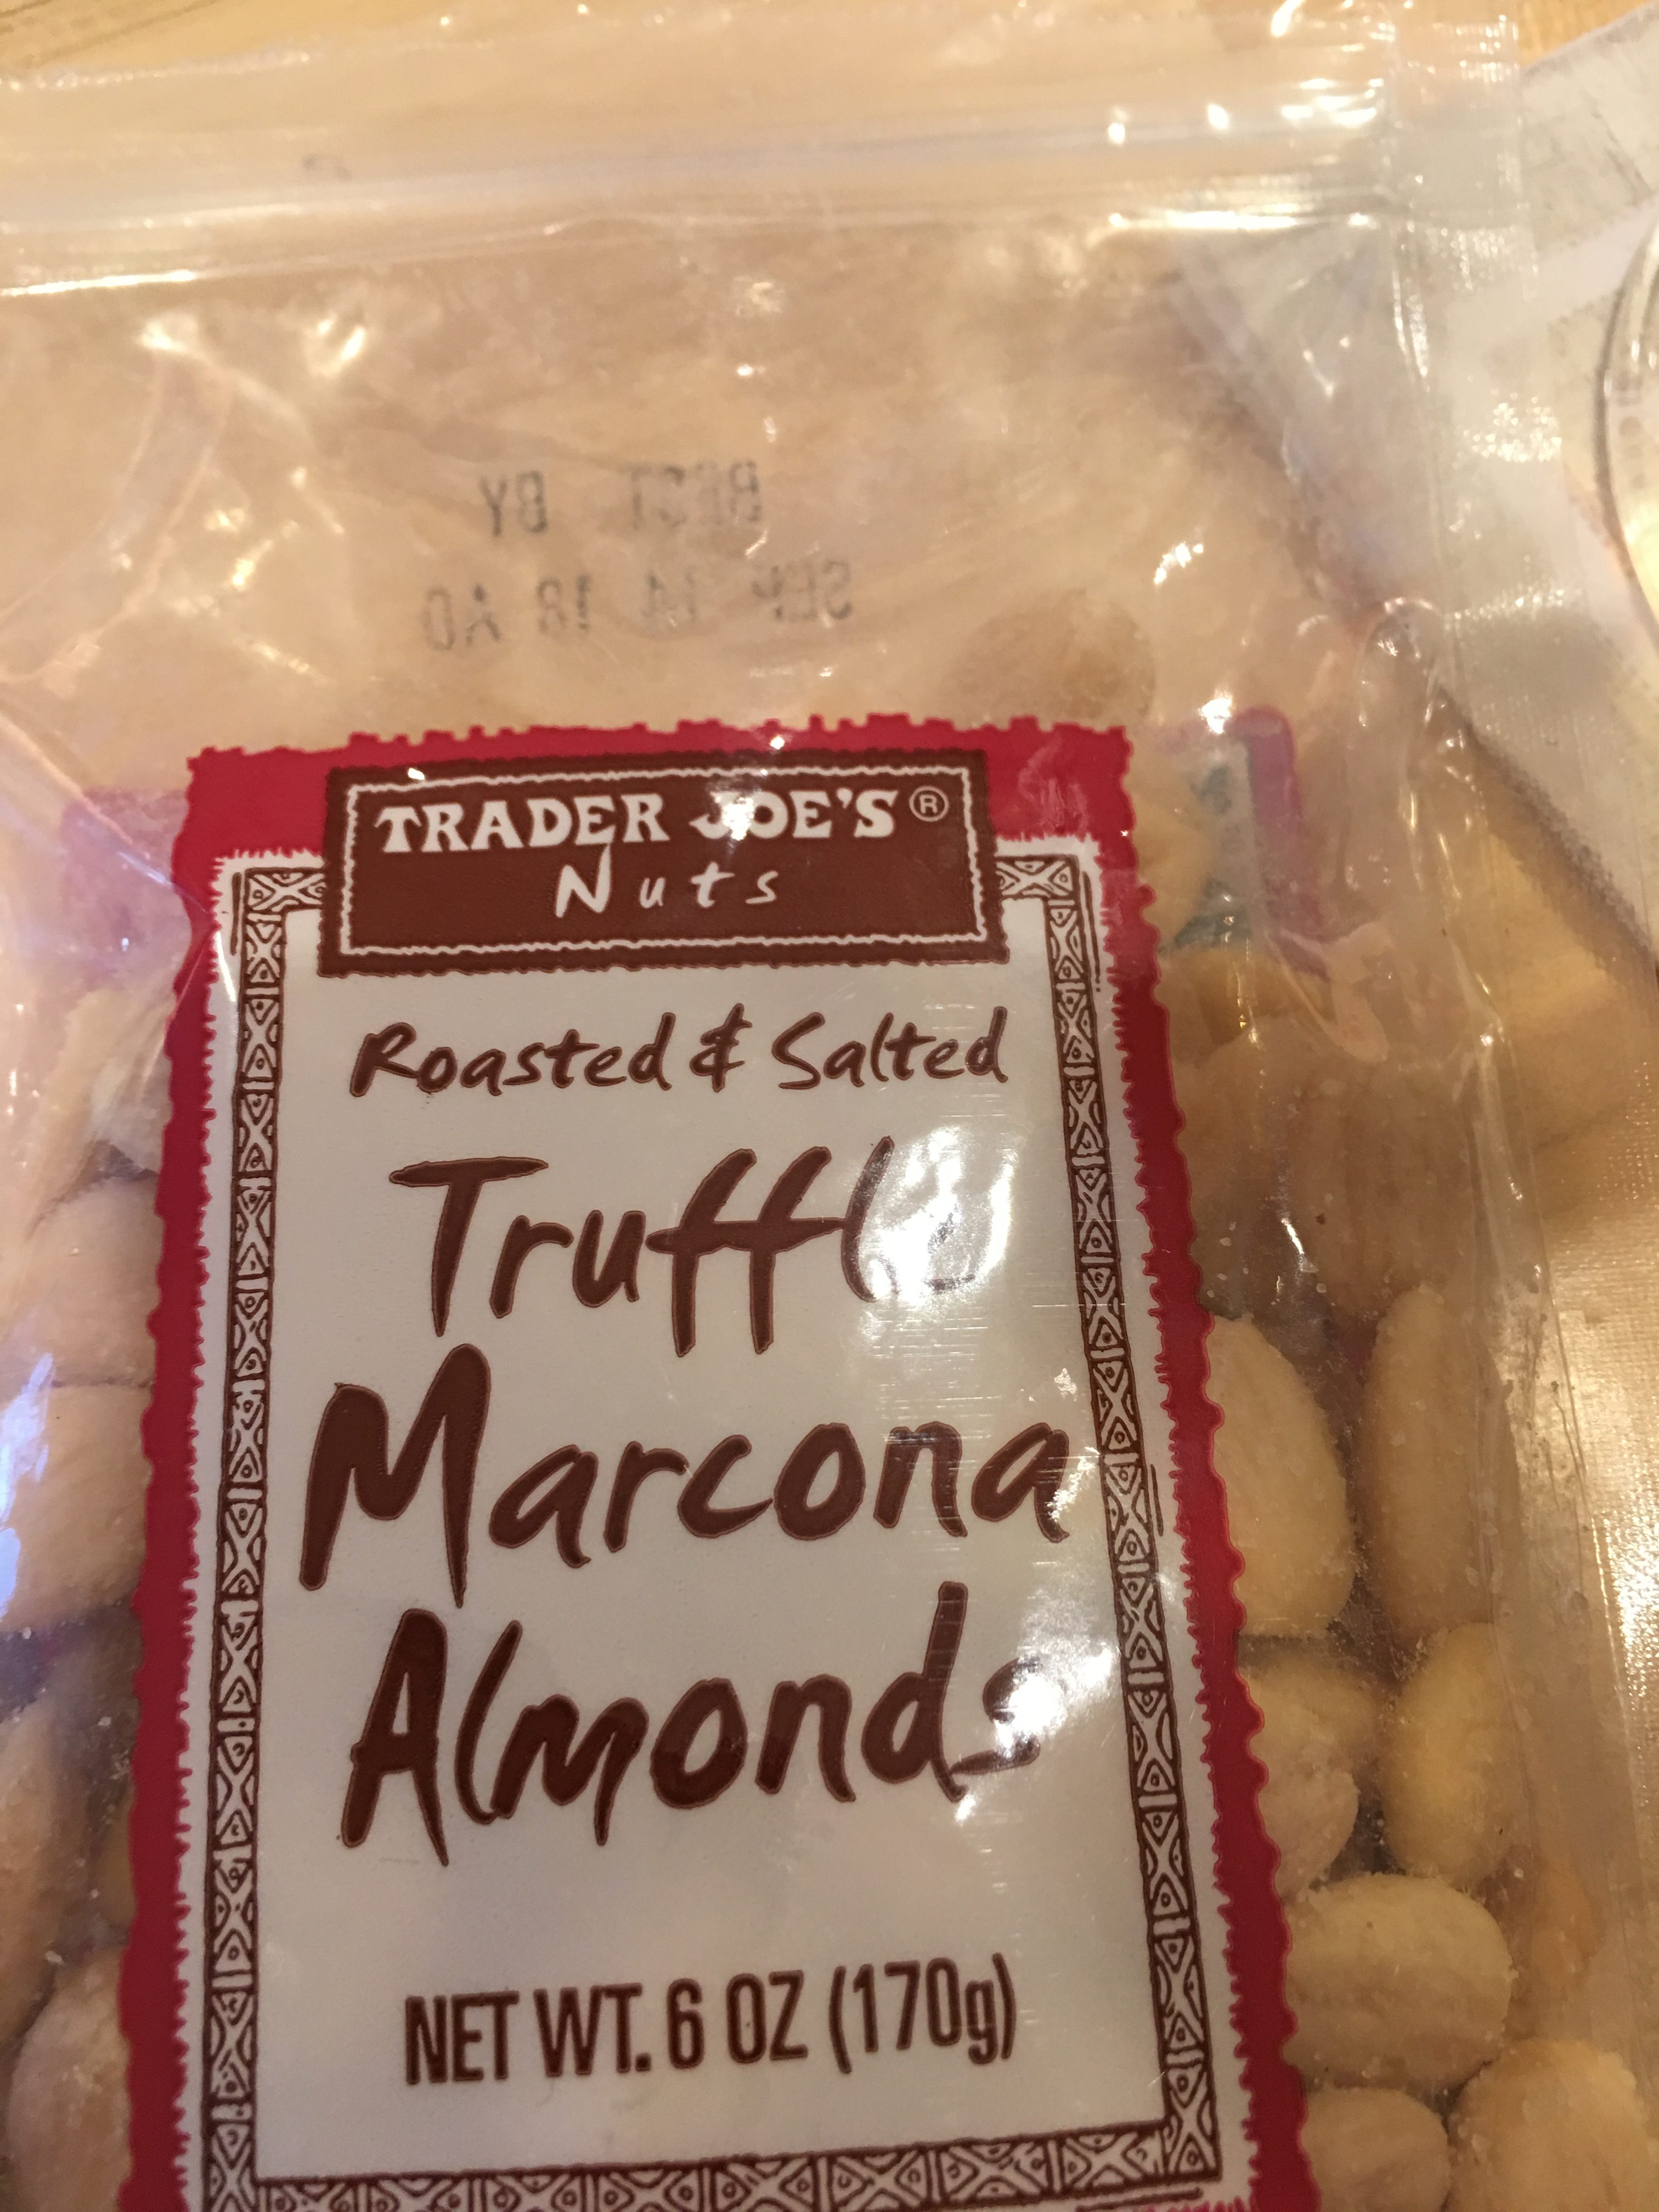 BEST BY
SEP 14 18 A0
TRADER JOE'S®
Nuts
Roasted & Salted
Truffle
Marcona
Almonds
NET WT. 6 OZ (170g)